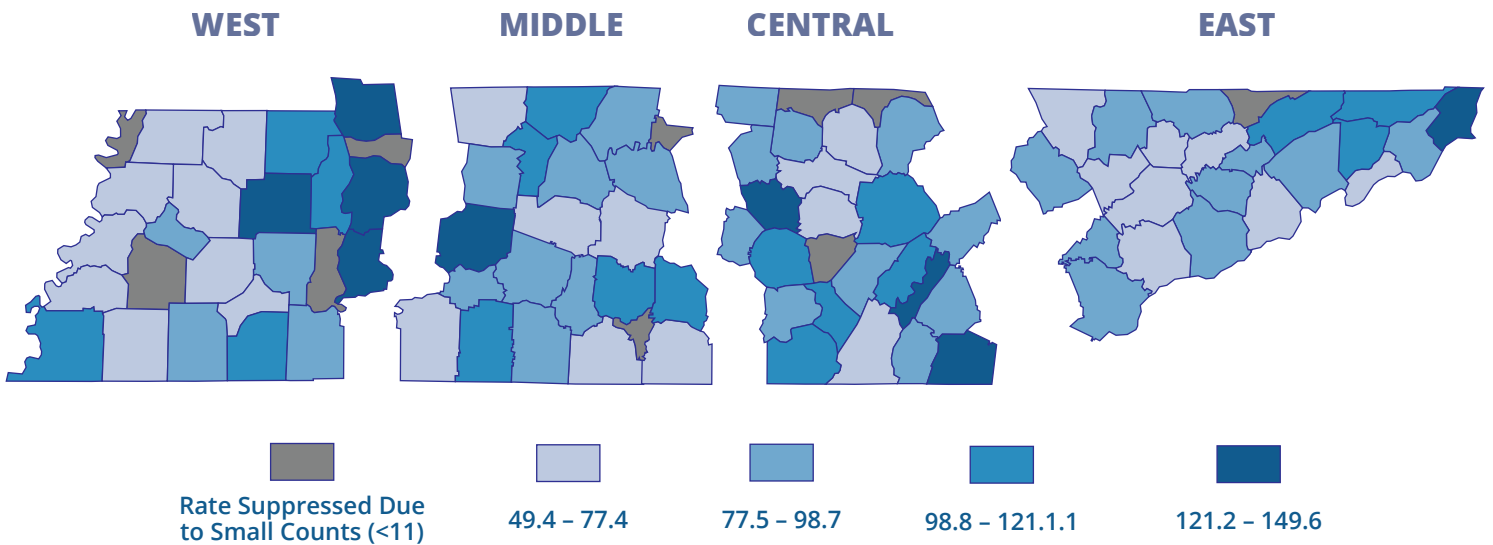 WEST
MIDDLE
CENTRAL
EAST
Rate Suppressed Due
to Small Counts (<11)
49.4 – 77.4
77.5 – 98.7
98.8 – 121.1.1
121.2 – 149.6